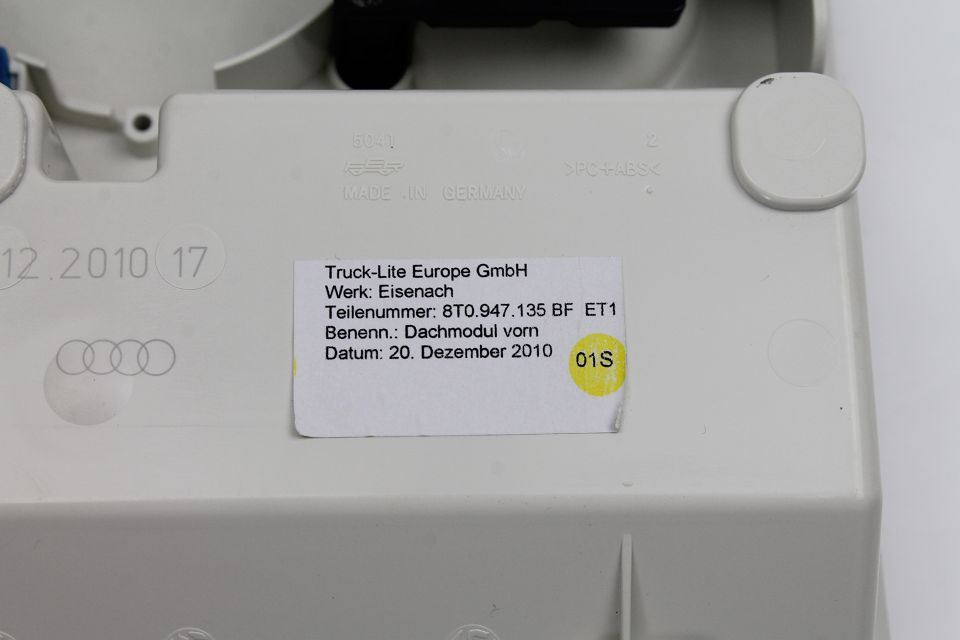 5041 2
>PC+ABS<
MADE IN GERMANY
12.2010 17
Truck-Lite Europe GmbH
Werk: Eisenach
Teilenummer: 8T0.947.135 BF ET1
Benenn.: Dachmodul vorn
Datum: 20. Dezember 2010
01S